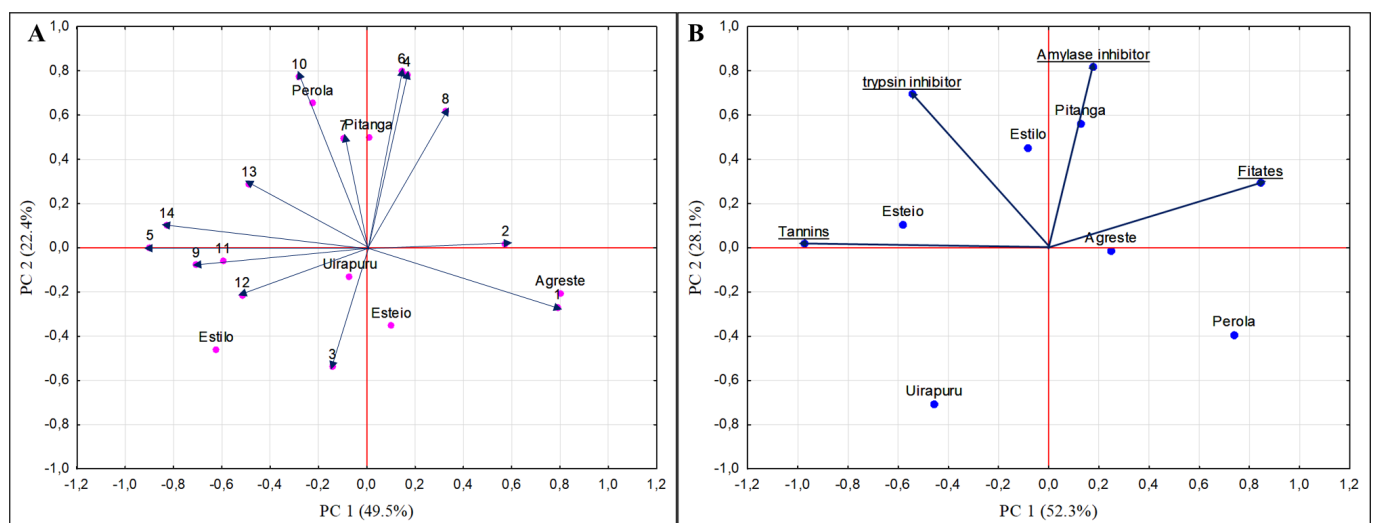 A
1,0
0,8
0,6
0,4
0,2
0,0
-0,2
-0,4
-0,6
-0,8
-1,0
PC 2 (22.4%)
10
Perola
6
4
8
7
Pitanga
13
14
5
9
11
12
2
Uirapuru
Agreste
1
Esteio
Estilo
3
-1,2 -1,0 -0,8 -0,6 -0,4 -0,2 0,0 0,2 0,4 0,6 0,8 1,0 1,2
PC 1 (49.5%)
B
1,0
0,8
0,6
0,4
0,2
0,0
-0,2
-0,4
-0,6
-0,8
-1,0
PC 2 (28.1%)
Amylase inhibitor
trypsin inhibitor
Pitanga
Estilo
Fitates
Esteio
Tannins
Agreste
Perola
Uirapuru
-1,2 -1,0 -0,8 -0,6 -0,4 -0,2 0,0 0,2 0,4 0,6 0,8 1,0 1,2
PC 1 (52.3%)